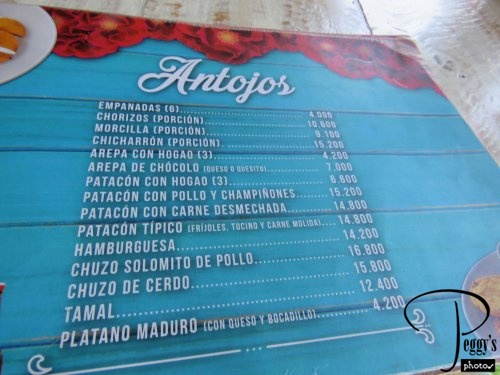 Antojos
EMPANADAS (6) 4.000
CHORIZOS (PORCIÓN) 10.600
MORCILLA (PORCIÓN) 9.100
CHICHARRÓN (PORCIÓN) 15.200
AREPA CON HOGAO (3) 4.200
AREPA DE CHÓCOLO (QUESO O QUESITO) 7.000
PATACÓN CON HOGAO (3) 6.600
PATACÓN CON POLLO Y CHAMPIÑONES 15.200
PATACÓN CON CARNE DESMECHADA 14.800
PATACÓN TÍPICO (FRÍJOLES, TOCINO Y CARNE MOLIDA) 14.800
HAMBURGUESA 14.200
CHUZO SOLOMITO DE POLLO 16.800
CHUZO DE CERDO 15.800
TAMAL 12.400
PLATANO MADURO (CON QUESO Y BOCADILLO) 4.200
Peggy's
photos